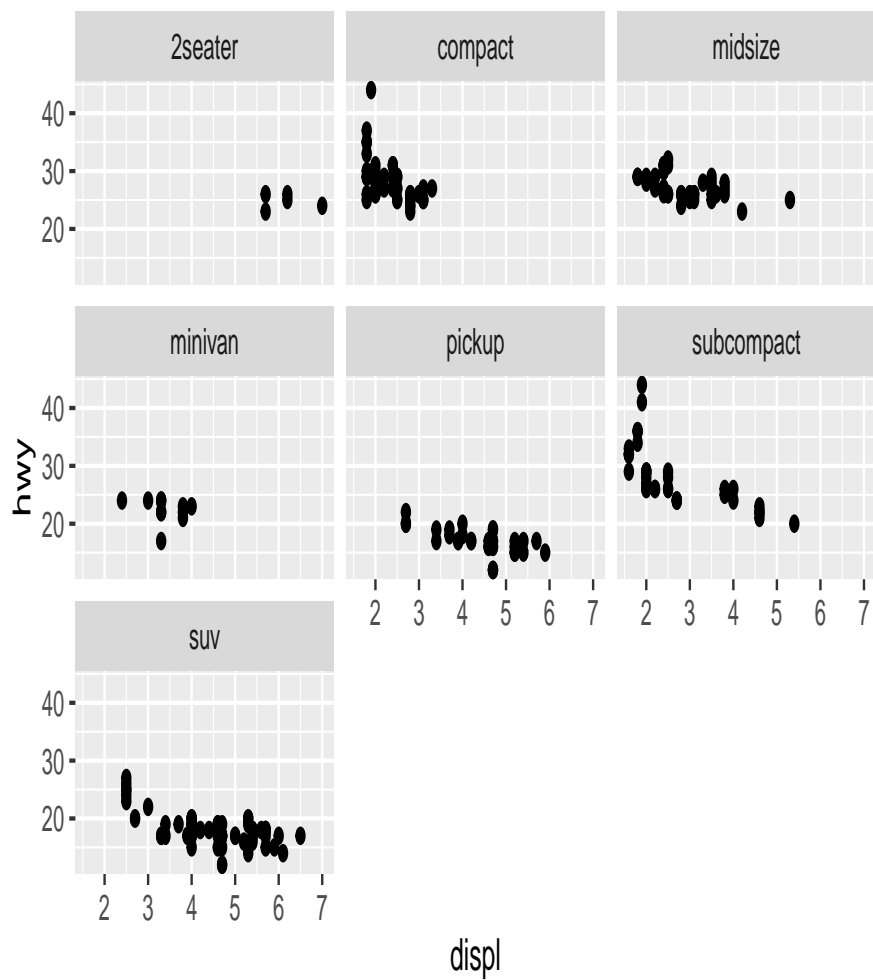 2seater compact midsize
40
30
20
minivan pickup subcompact
40
30
20
hwy
2 3 4 5 6 7 2 3 4 5 6 7
suv
40
30
20
2 3 4 5 6 7
displ